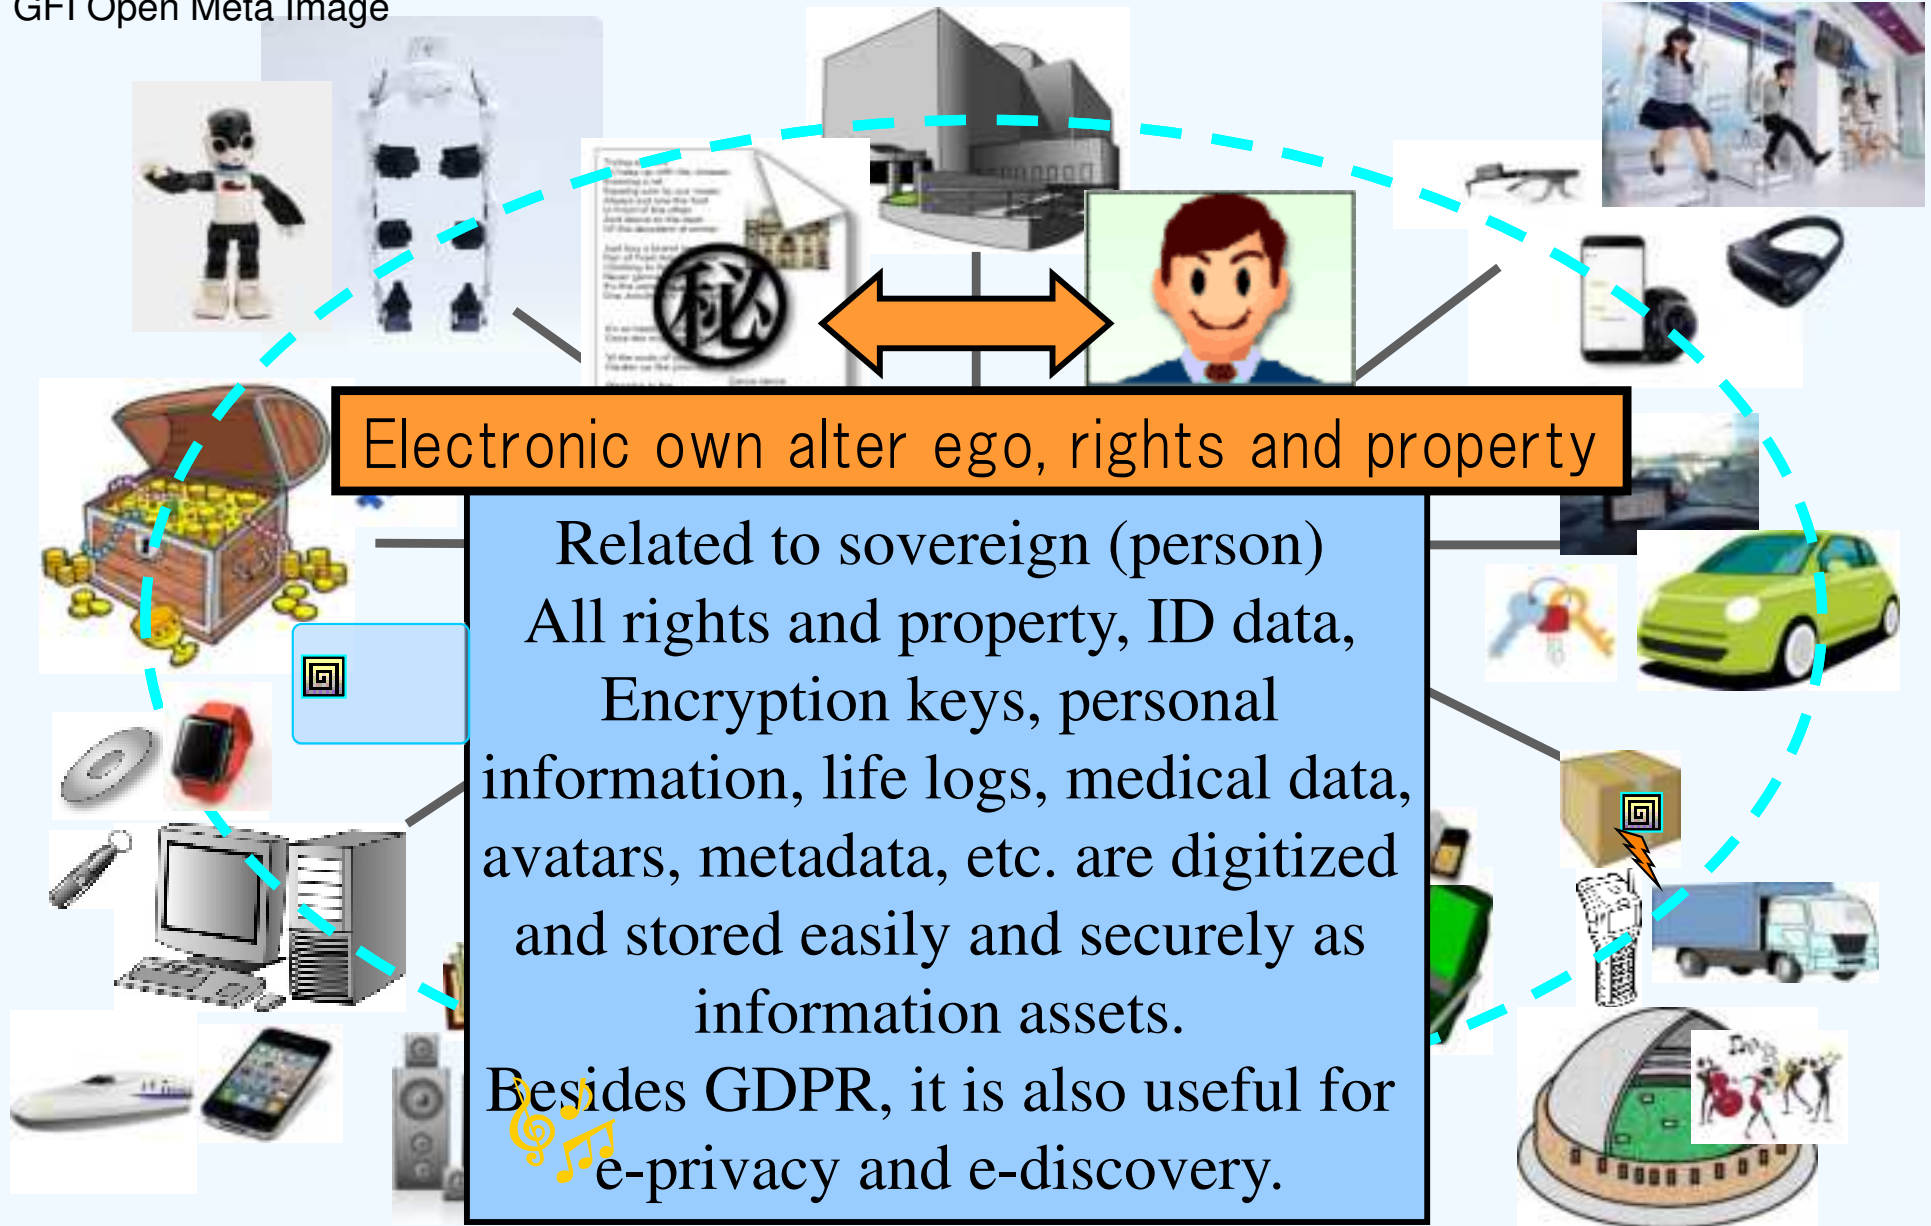 GFI Open Meta Image
秘
Electronic own alter ego, rights and property
Related to sovereign (person)
All rights and property, ID data,
Encryption keys, personal
information, life logs, medical data,
avatars, metadata, etc. are digitized
and stored easily and securely as
information assets.
Besides GDPR, it is also useful for
e-privacy and e-discovery.